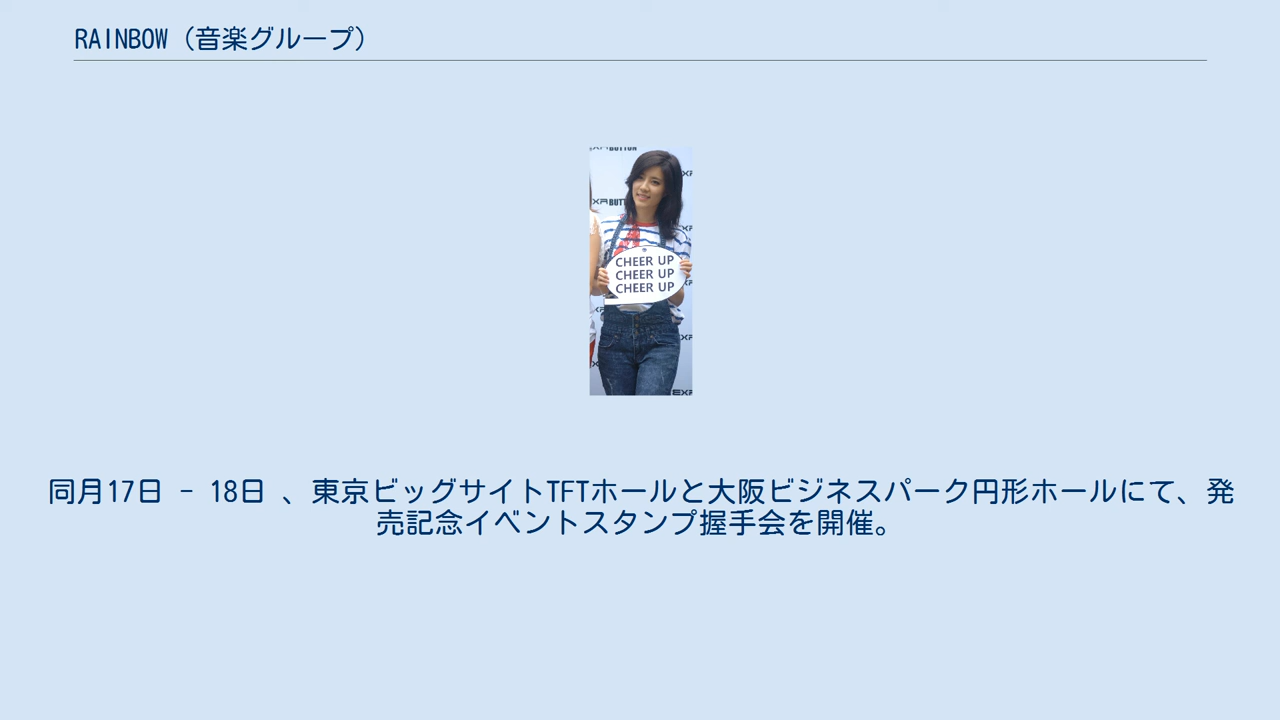 RAINBOW (音楽グループ)
CHEER UP
CHEER UP
CHEER UP
同月17日 - 18日 、東京ビッグサイトTFTホールと大阪ビジネスパーク円形ホールにて、発
売記念イベントスタンプ握手会を開催。